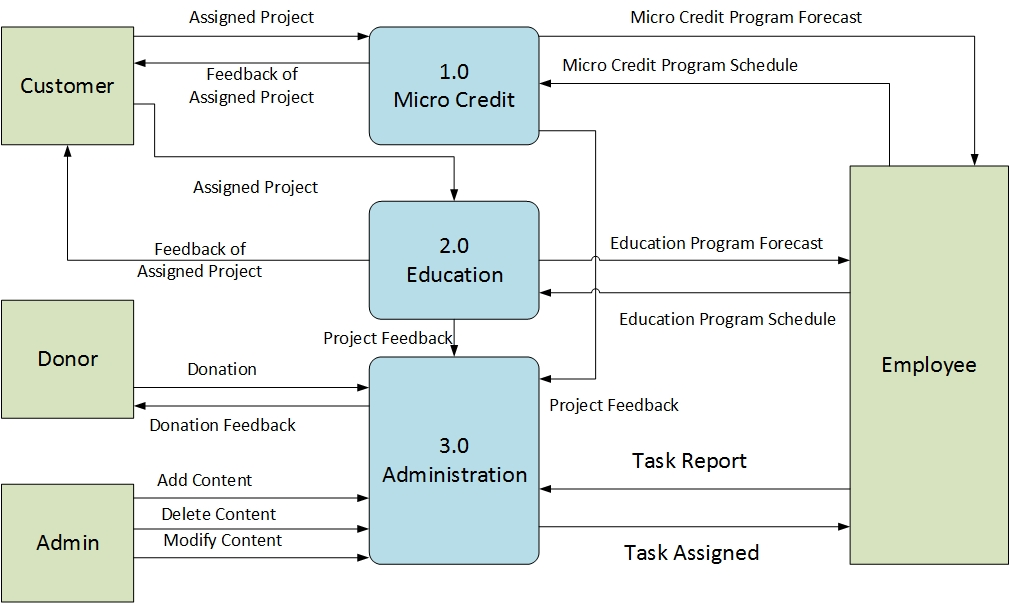 Assigned Project
Micro Credit Program Forecast
Customer
Feedback of
Assigned Project
1.0
Micro Credit
Micro Credit Program Schedule
Assigned Project
Feedback of
Assigned Project
2.0
Education
Education Program Forecast
Education Program Schedule
Project Feedback
Donor
Donation
Donation Feedback
Employee
Project Feedback
3.0
Administration
Task Report
Add Content
Delete Content
Modify Content
Admin
Task Assigned